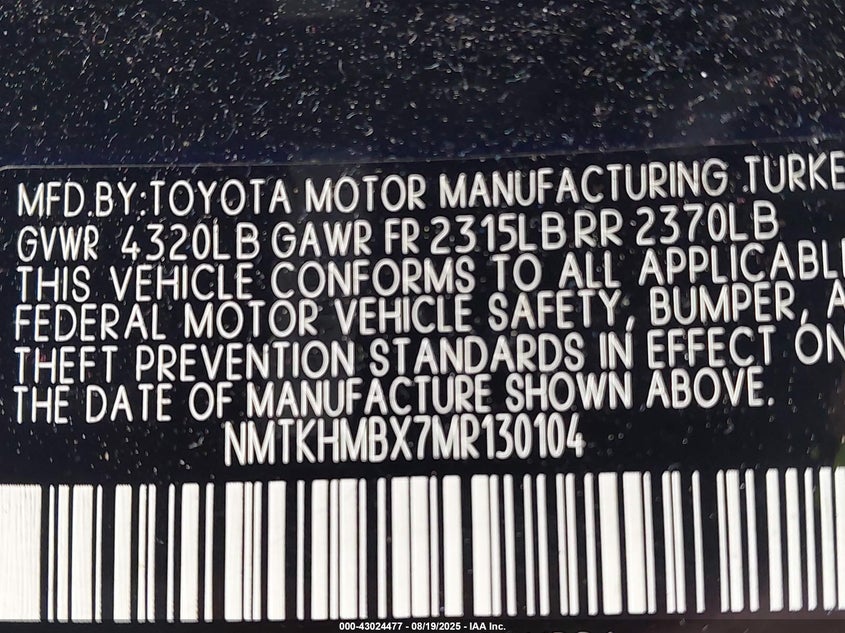 MFD.BY:TOYOTA MOTOR MANUFACTURING TURKE
GVWR 4320LB GAWR FR 2315LB RR 2370LB
THIS VEHICLE CONFORMS TO ALL APPLICABL
FEDERAL MOTOR VEHICLE SAFETY, BUMPER, A
THEFT PREVENTION STANDARDS IN EFFECT ON
THE DATE OF MANUFACTURE SHOWN ABOVE.
NMTKHMBX7MR130104
000-43024477 - 08/19/2025 - IAA Inc.